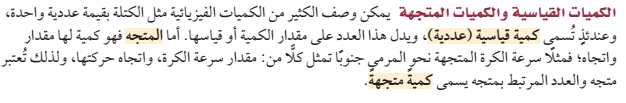 الكميات القياسية والكميات المتجهة يمكن وصف الكثير من الكميات الفيزيائية مثل الكتلة بقيمة عددية واحدة،
وعندئذٍ تُسمى كمية قياسية (عددية)، ويدل هذا العدد على مقدار الكمية أو قياسها. أما المتجه فهو كمية لها مقدار
واتجاه؛ فمثلًا سرعة الكرة المتجهة نحو المرمي جنوبًا تمثل كلًّا من: مقدار سرعة الكرة، واتجاه حركتها، ولذلك تُعتبر
متجه والعدد المرتبط بمتجه يسمى كميةً متجهةً.